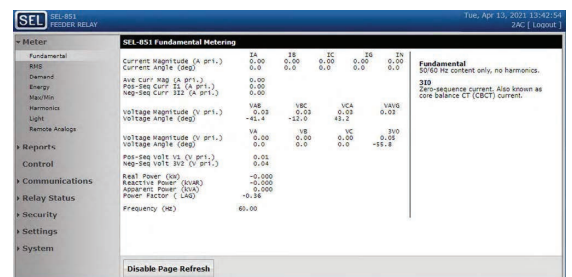 SEL SEL-851
FEEDER RELAY
Tue, Apr 13, 2021 13:42:54
2AC [ Logout ]
Meter
Fundamental
RMS
Demand
Energy
Max/Min
Harmonics
Light
Remote Analogs
Reports
Control
Communications
Relay Status
Security
Settings
System
SEL-851 Fundamental Metering
IA IB IC IG IN
Current Magnitude (A pri.) 0.00 0.00 0.00 0.00 0.00
Current Angle (deg) 0.0 0.0 0.0 0.0 0.0
Ave Curr Mag (A pri.) 0.00
Pos-Seq Curr I1 (A pri.) 0.00
Neg-Seq Curr 3I2 (A pri.) 0.00
VAB VBC VCA VAVG
Voltage Magnitude (V pri.) 0.03 0.03 0.03 0.03
Voltage Angle (deg) -41.4 -12.0 43.2
VA VB VC 3V0
Voltage Magnitude (V pri.) 0.00 0.00 0.00 0.05
Voltage Angle (deg) 0.0 0.0 0.0 -55.8
Pos-Seq Volt V1 (V pri.) 0.01
Neg-Seq Volt 3V2 (V pri.) 0.04
Real Power (kW) -0.000
Reactive Power (kVAR) -0.000
Apparent Power (kVA) 0.000
Power Factor ( LAG) -0.36
Frequency (Hz) 60.00
Fundamental
50/60 Hz content only, no harmonics.
3I0
Zero-sequence current. Also known as
core balance CT (CBCT) current.
Disable Page Refresh